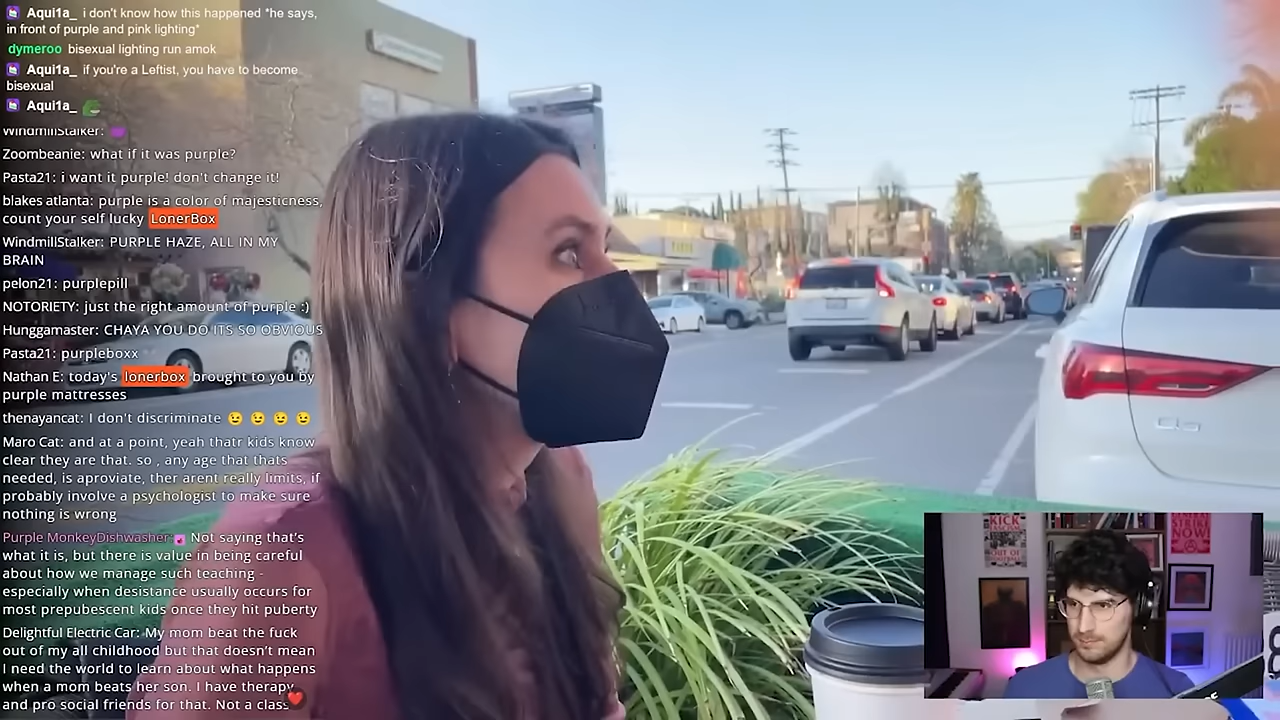 Aqui1a_ i don't know how this happened *he says,
in front of purple and pink lighting*
dymeroo bisexual lighting run amok
Aqui1a_ if you're a Leftist, you have to become
bisexual
Aqui1a_
WindmillStalker:
Zoombeanie: what if it was purple?
Pasta21: i want it purple! don't change it!
blakes atlanta: purple is a color of majesticness,
count your self lucky LonerBox
WindmillStalker: PURPLE HAZE, ALL IN MY
BRAIN
pelon21: purplepill
NOTORIETY: just the right amount of purple :)
Hunggamaster: CHAYA YOU DO ITS SO OBVIOUS
Pasta21: purpleboxx
Nathan E: today's lonerbox brought to you by
purple mattresses
thenayancat: I don't discriminate 😉 😉 😉 😉
Maro Cat: and at a point, yeah thatr kids know
clear they are that. so , any age that thats
needed, is aproviate, ther arent really limits, if
probably involve a psychologist to make sure
nothing is wrong
Purple MonkeyDishwasher Not saying that's
what it is, but there is value in being careful
about how we manage such teaching -
especially when desistance usually occurs for
most prepubescent kids once they hit puberty
Delightful Electric Car: My mom beat the fuck
out of my all childhood but that doesn't mean
I need the world to learn about what happens
when a mom beats her son. I have therapy
and pro social friends for that. Not a class
KICK
FASCISM
OUT OF
FOOTBALL
STRIKE
NOW!